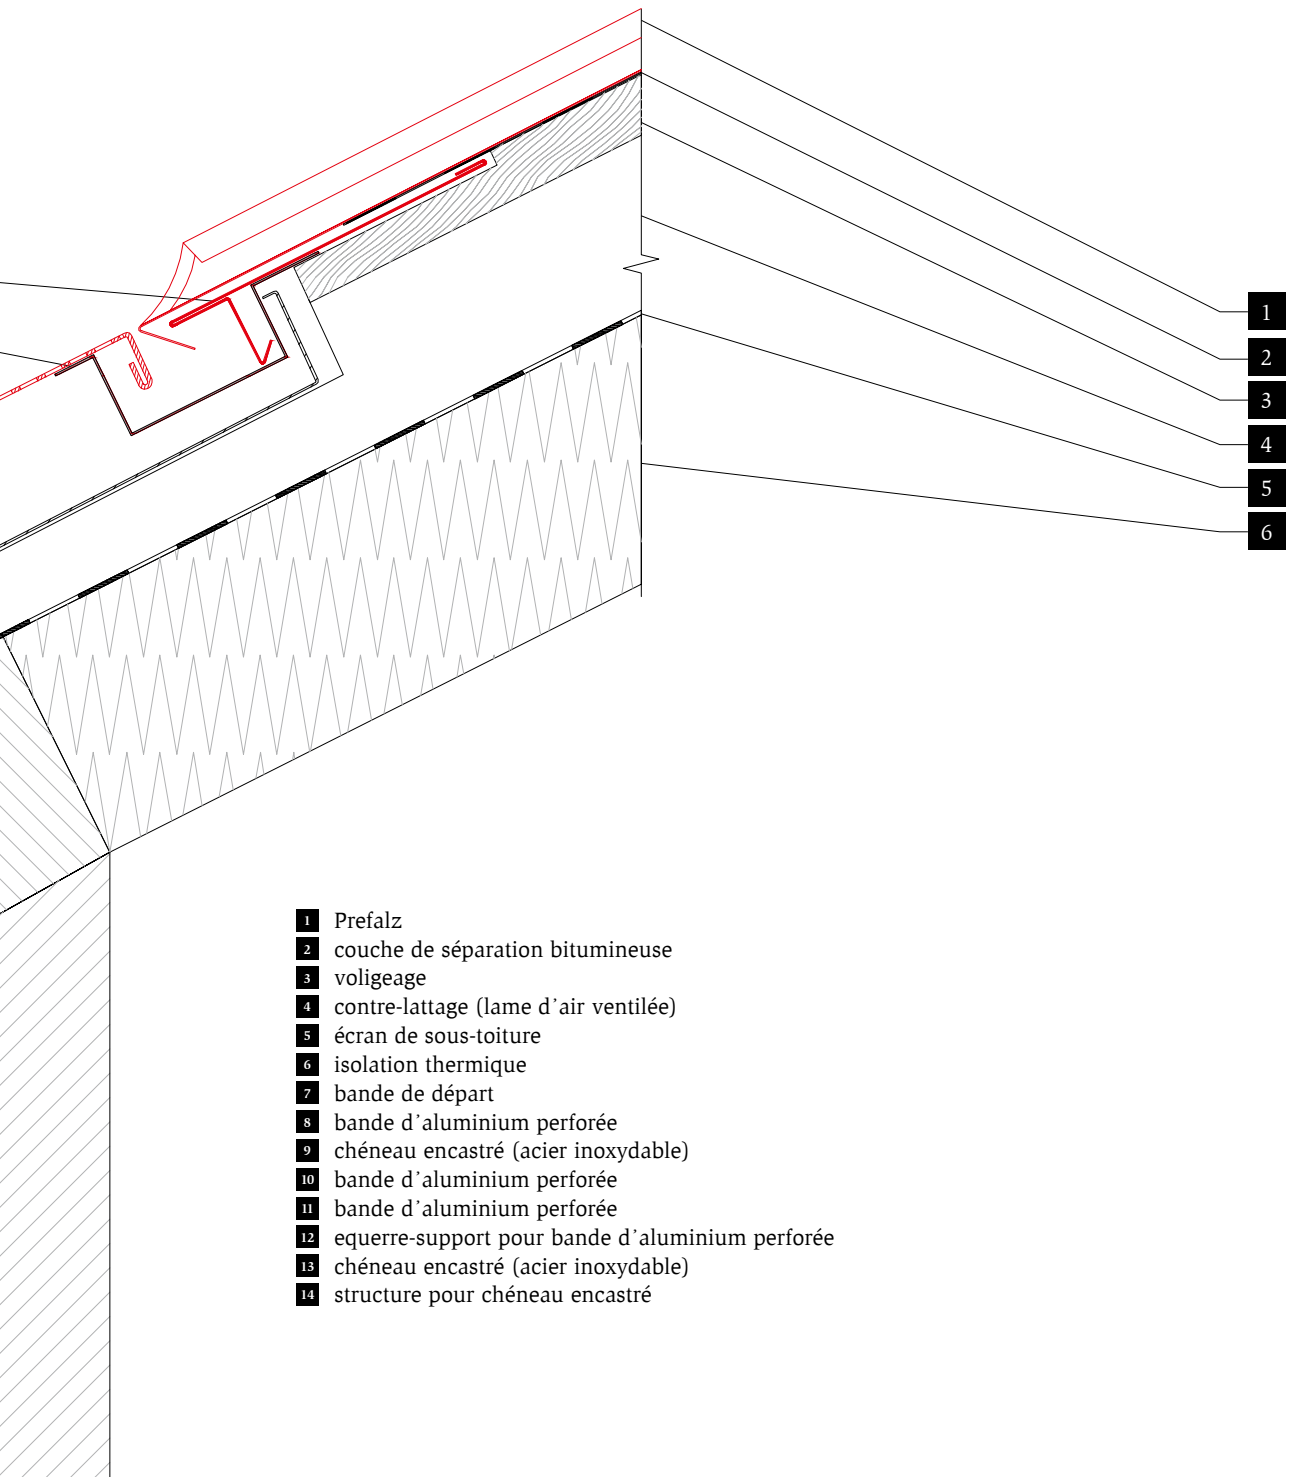 1
2
3
4
5
6
1 Prefalz
2 couche de séparation bitumineuse
3 voligeage
4 contre-lattage (lame d’air ventilée)
5 écran de sous-toiture
6 isolation thermique
7 bande de départ
8 bande d’aluminium perforée
9 chéneau encastré (acier inoxydable)
10 bande d’aluminium perforée
11 bande d’aluminium perforée
12 equerre-support pour bande d’aluminium perforée
13 chéneau encastré (acier inoxydable)
14 structure pour chéneau encastré